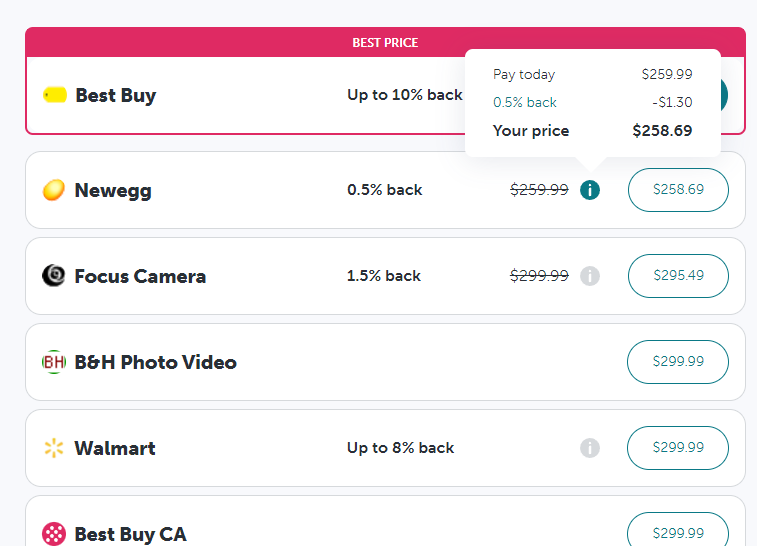 BEST PRICE
Best Buy Up to 10% back
Pay today $259.99
0.5% back -$1.30
Your price $258.69
Newegg 0.5% back $259.99 i $258.69
Focus Camera 1.5% back $299.99 i $295.49
BH B&H Photo Video $299.99
Walmart Up to 8% back i $299.99
Best Buy CA $299.99